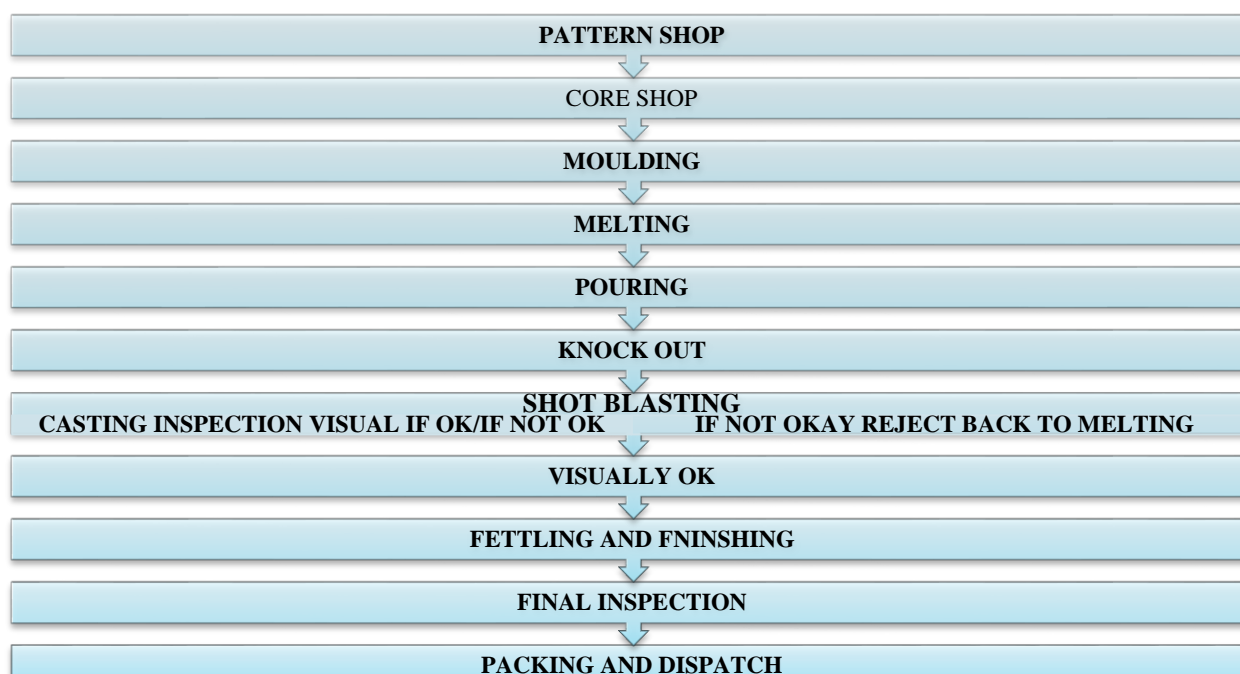 PATTERN SHOP
CORE SHOP
MOULDING
MELTING
POURING
KNOCK OUT
SHOT BLASTING
CASTING INSPECTION VISUAL IF OK/IF NOT OK IF NOT OKAY REJECT BACK TO MELTING
VISUALLY OK
FETTLING AND FNINSHING
FINAL INSPECTION
PACKING AND DISPATCH